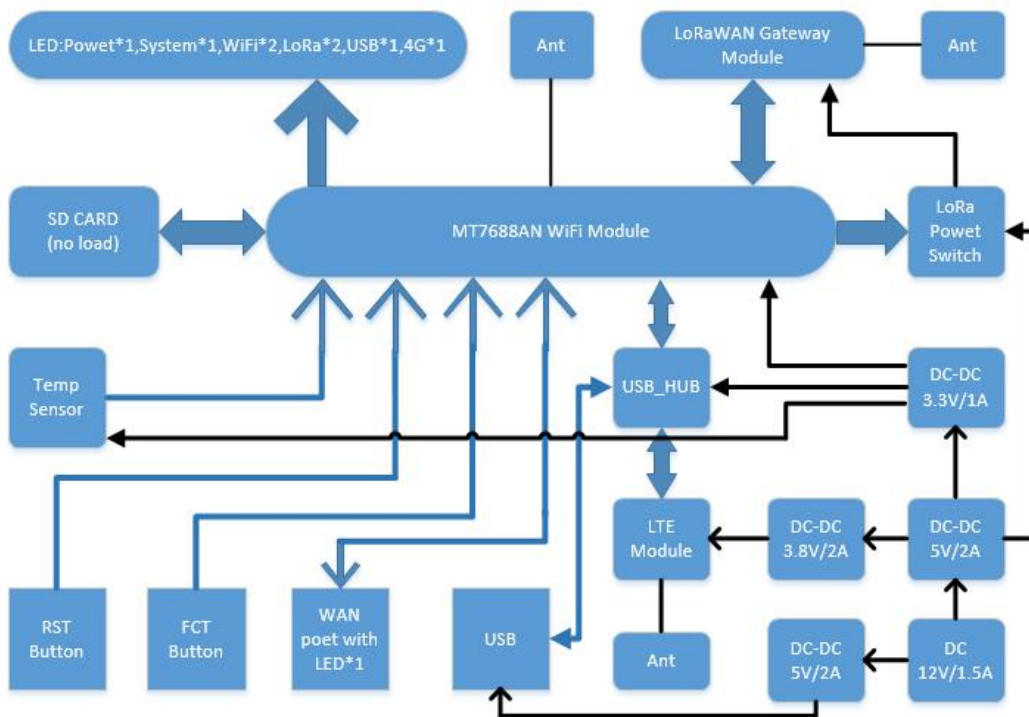 LED:Powet*1,System*1,WiFi*2,LoRa*2,USB*1,4G*1
Ant
LoRaWAN Gateway
Module
Ant
SD CARD
(no load)
MT7688AN WiFi Module
LoRa
Powet
Switch
Temp
Sensor
USB_HUB
DC-DC
3.3V/1A
LTE
Module
DC-DC
3.8V/2A
DC-DC
5V/2A
RST
Button
FCT
Button
WAN
poet with
LED*1
USB
Ant
DC-DC
5V/2A
DC
12V/1.5A